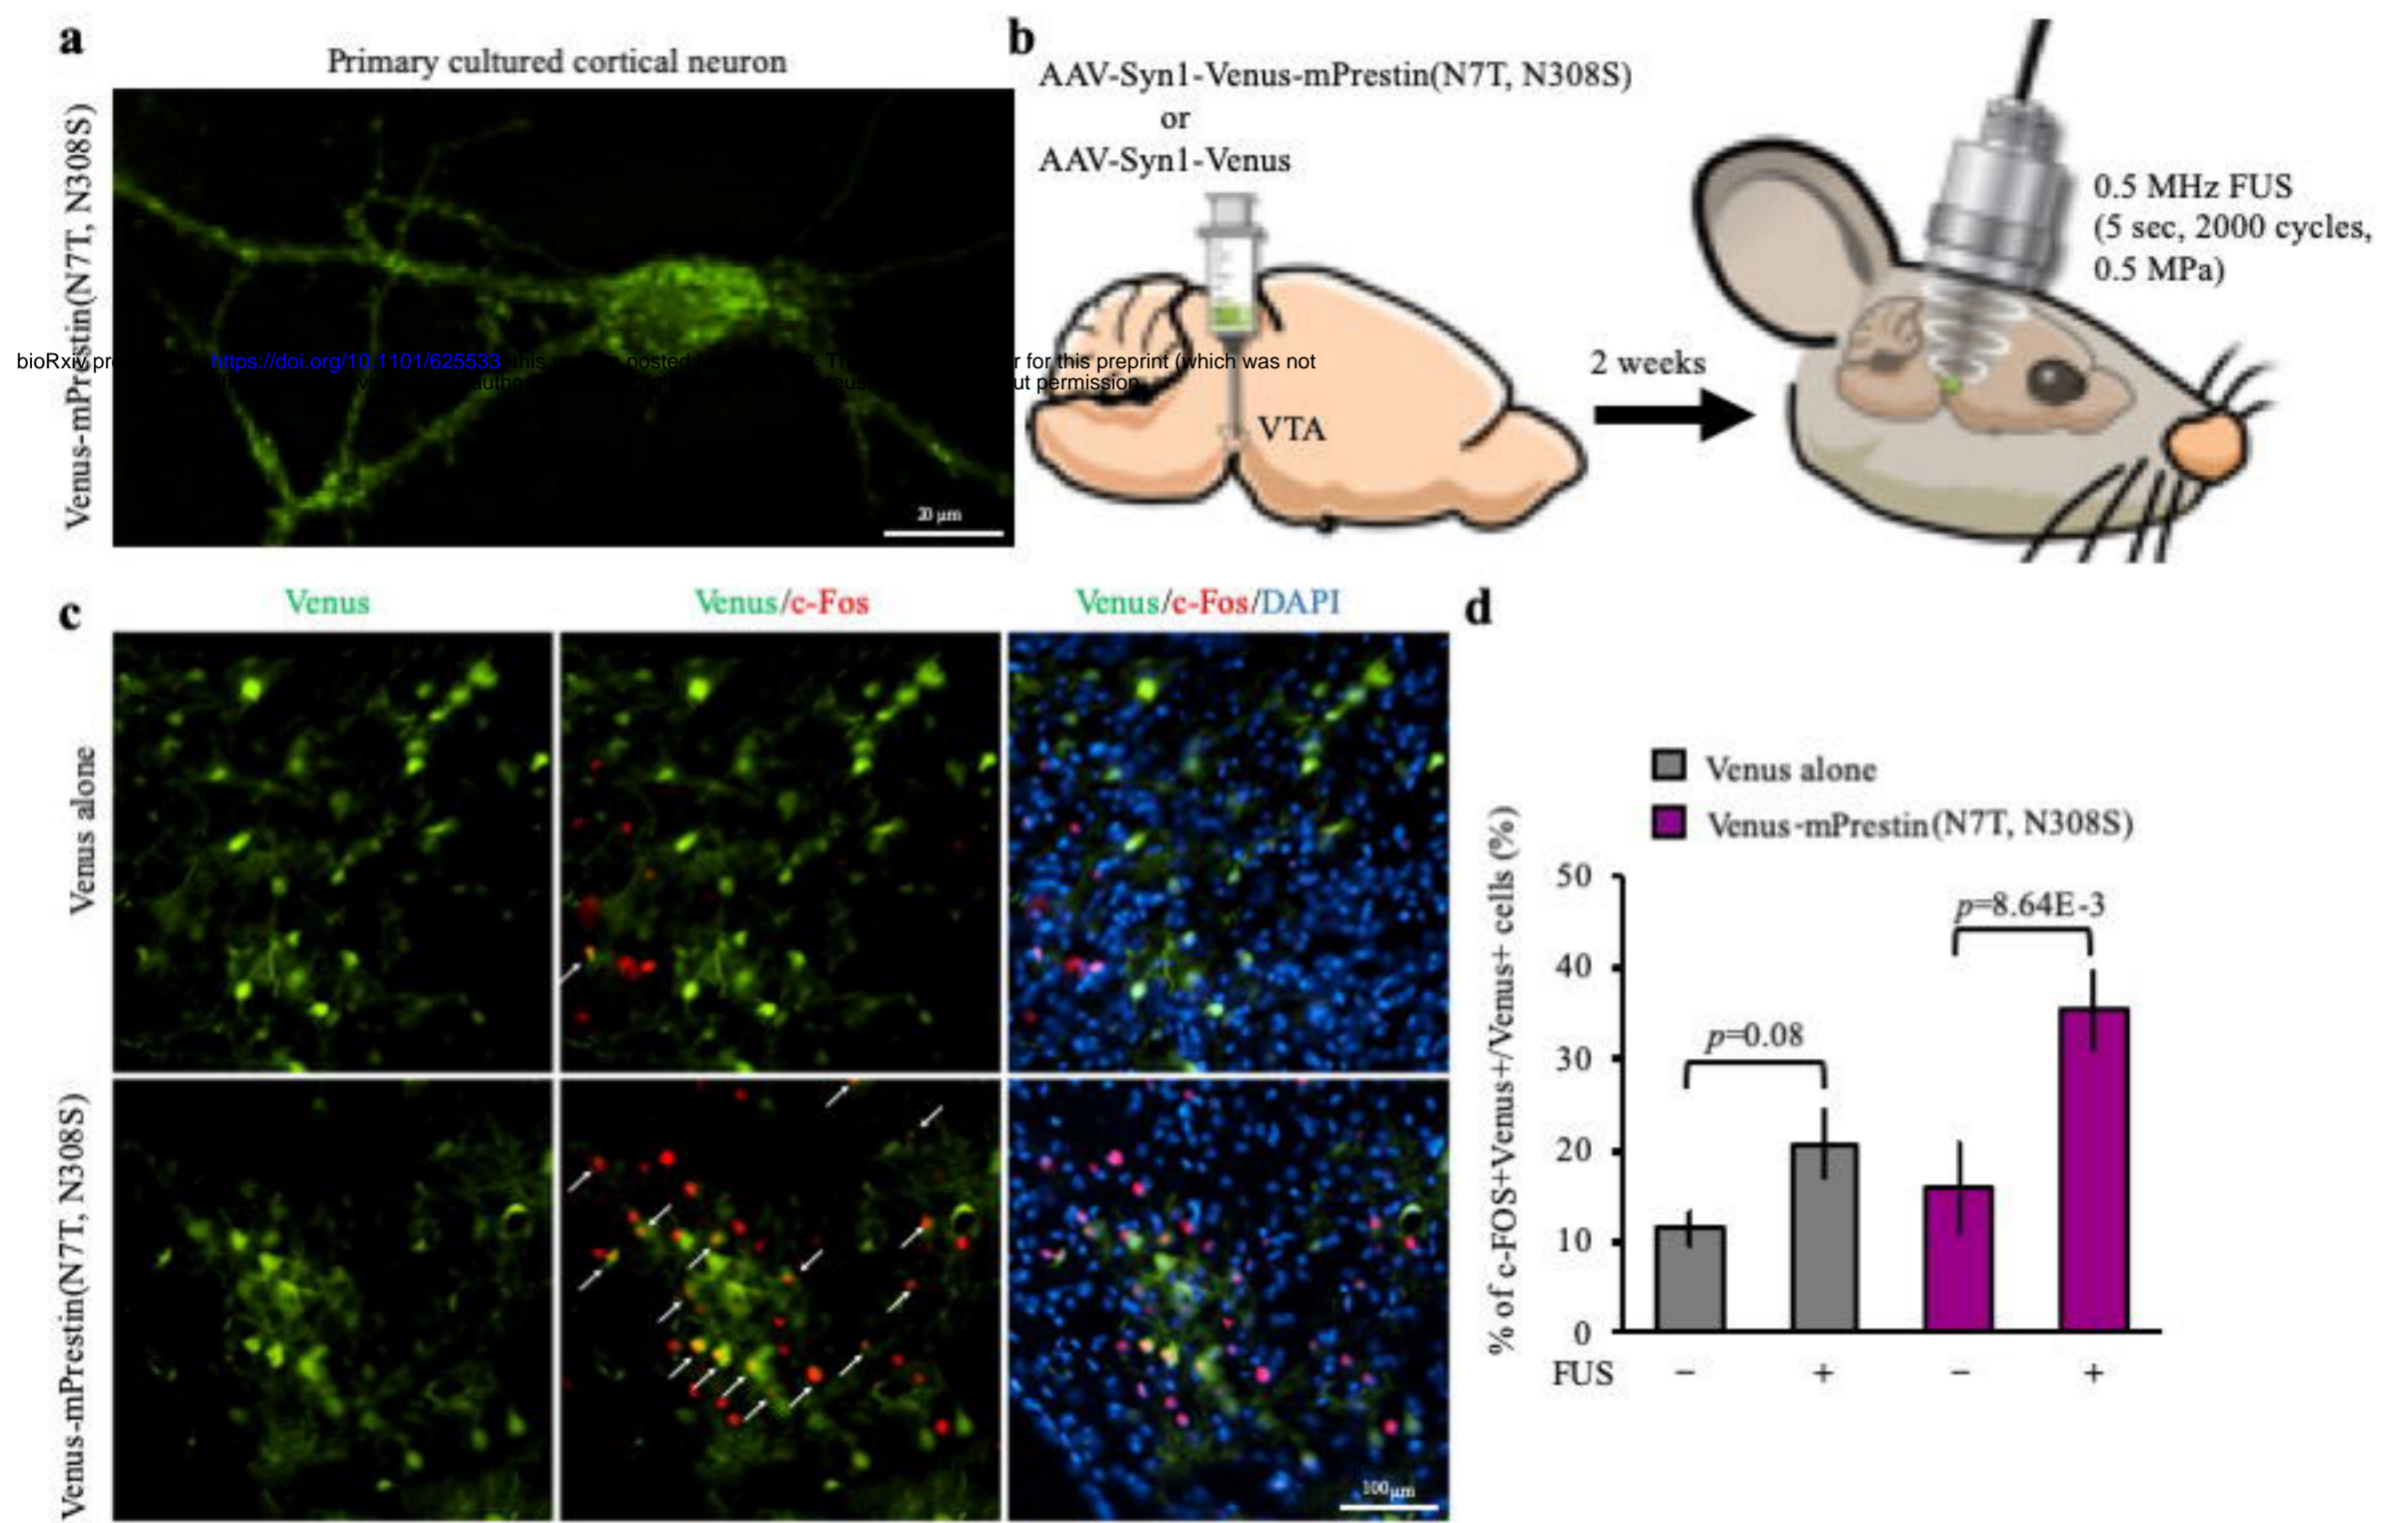 a
Primary cultured cortical neuron
Venus-mPrestin(N7T, N308S)
20 µm
b
AAV-Syn1-Venus-mPrestin(N7T, N308S)
or
AAV-Syn1-Venus
VTA
2 weeks
0.5 MHz FUS
(5 sec, 2000 cycles,
0.5 MPa)
bioRxiv https://doi.org/10.1101/625533 this posted r for this preprint (which was not
ut permission
c
Venus
Venus/c-Fos
Venus/c-Fos/DAPI
Venus alone
Venus-mPrestin(N7T, N308S)
100 µm
d
Venus alone
Venus-mPrestin(N7T, N308S)
% of c-FOS+Venus+/Venus+ cells (%)
50
40
30
20
10
0
p=0.08
p=8.64E-3
FUS − + − +